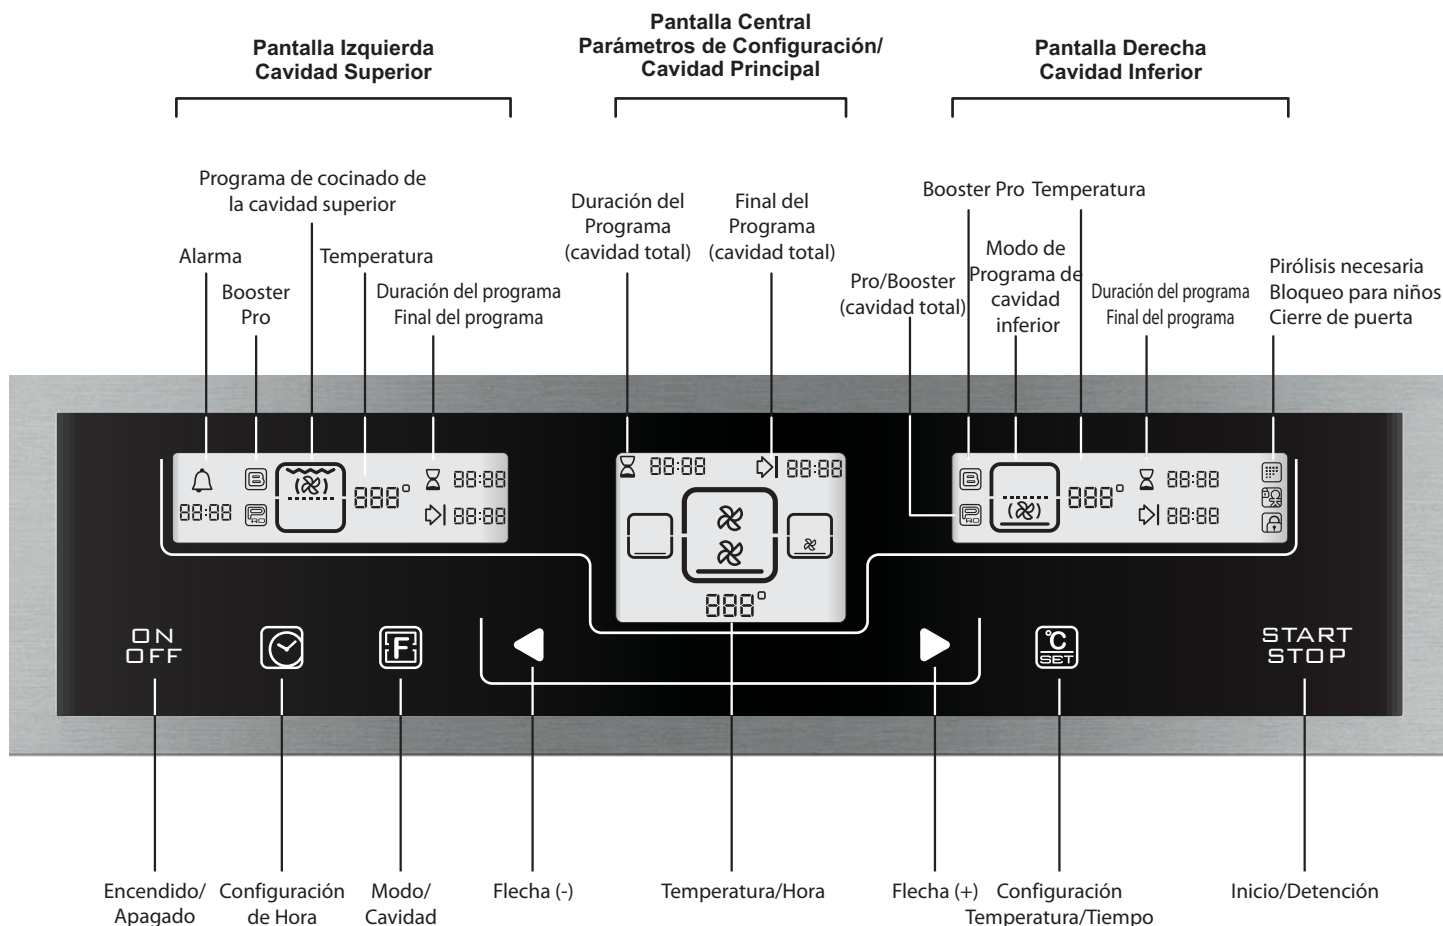 Pantalla Izquierda
Cavidad Superior
Pantalla Central
Parámetros de Configuración/
Cavidad Principal
Pantalla Derecha
Cavidad Inferior
Programa de cocinado de
la cavidad superior
Alarma
Booster
Pro
Temperatura
Duración del programa
Final del programa
Duración del
Programa
(cavidad total)
Final del
Programa
(cavidad total)
Pro/Booster
(cavidad total)
Booster Pro
Temperatura
Modo de
Programa de
cavidad
inferior
Duración del programa
Final del programa
Pirólisis necesaria
Bloqueo para niños
Cierre de puerta
88:88
B
PRO
888°
88:88
88:88
88:88
88:88
888°
B
PRO
888°
88:88
88:88
ON
OFF
F
°C
SET
START
STOP
Encendido/
Apagado
Configuración
de Hora
Modo/
Cavidad
Flecha (-)
Temperatura/Hora
Flecha (+)
Configuración
Temperatura/Tiempo
Inicio/Detención